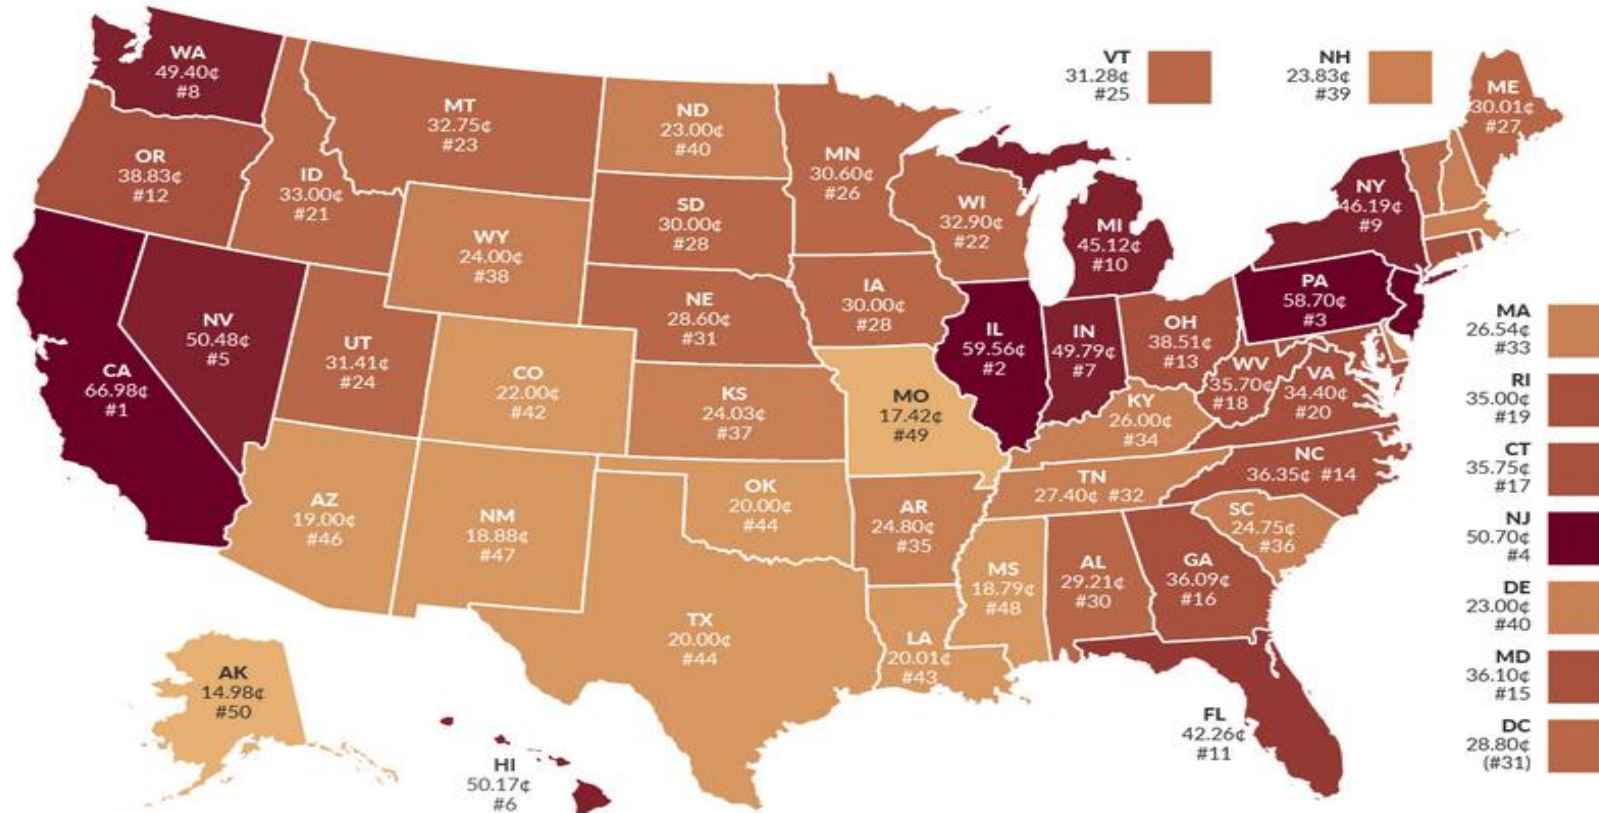 WA
49.40¢
#8
MT
32.75¢
#23
ND
23.00¢
#40
VT
31.28¢
#25
NH
23.83¢
#39
ME
30.01¢
#27
OR
38.83¢
#12
ID
33.00¢
#21
MN
30.60¢
#26
WI
32.90¢
#22
SD
30.00¢
#28
NY
46.19¢
#9
MI
45.12¢
#10
WY
24.00¢
#38
IA
30.00¢
#28
NE
28.60¢
#31
PA
58.70¢
#3
NV
50.48¢
#5
UT
31.41¢
#24
CA
66.98¢
#1
CO
22.00¢
#42
KS
24.03¢
#37
MO
17.42¢
#49
IL
59.56¢
#2
IN
49.79¢
#7
OH
38.51¢
#13
WV
35.70¢
#18
VA
34.40¢
#20
KY
26.00¢
#34
MA
26.54¢
#33
RI
35.00¢
#19
CT
35.75¢
#17
NJ
50.70¢
#4
DE
23.00¢
#40
MD
36.10¢
#15
DC
28.80¢
(#31)
NC
36.35¢ #14
TN
27.40¢ #32
SC
24.75¢
#36
AZ
19.00¢
#46
NM
18.88¢
#47
OK
20.00¢
#44
AR
24.80¢
#35
MS
18.79¢
#48
AL
29.21¢
#30
GA
36.09¢
#16
TX
20.00¢
#44
LA
20.01¢
#43
FL
42.26¢
#11
AK
14.98¢
#50
HI
50.17¢
#6